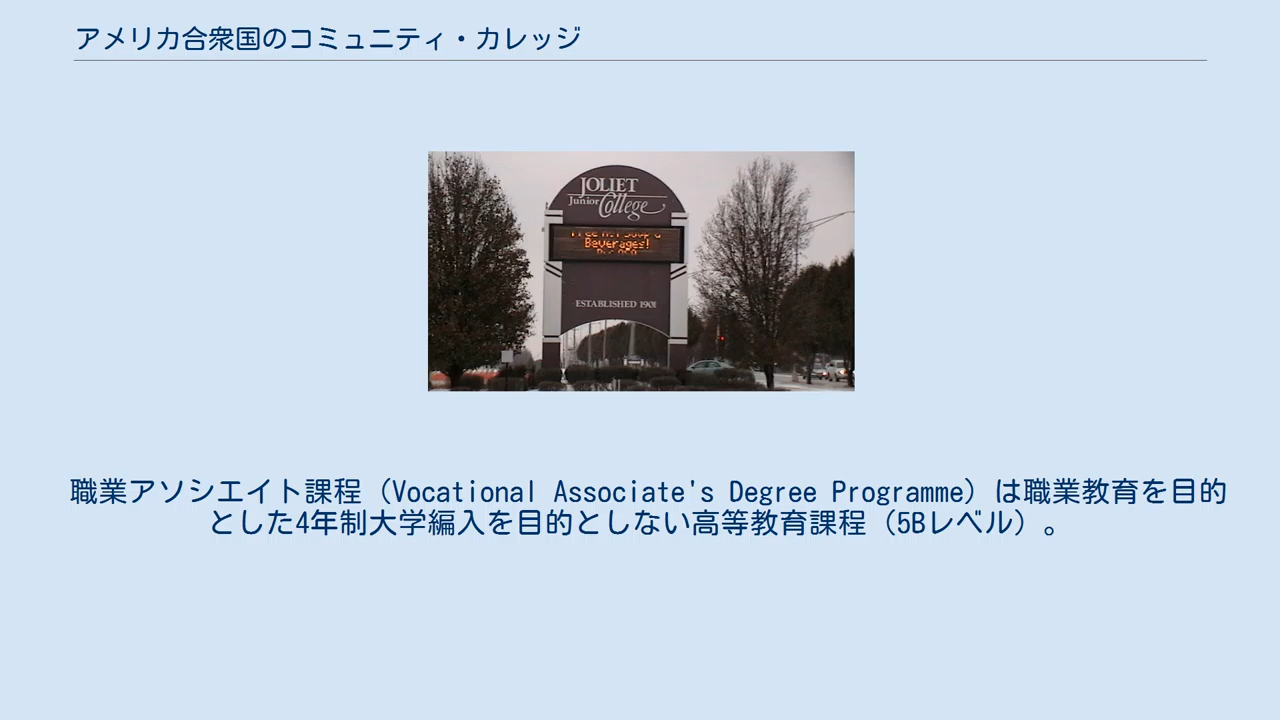 アメリカ合衆国のコミュニティ・カレッジ
JOLIET
Junior College
Beverages!
ESTABLISHED 1901
職業アソシエイト課程（Vocational Associate's Degree Programme）は職業教育を目的
とした4年制大学編入を目的としない高等教育課程（5Bレベル）。